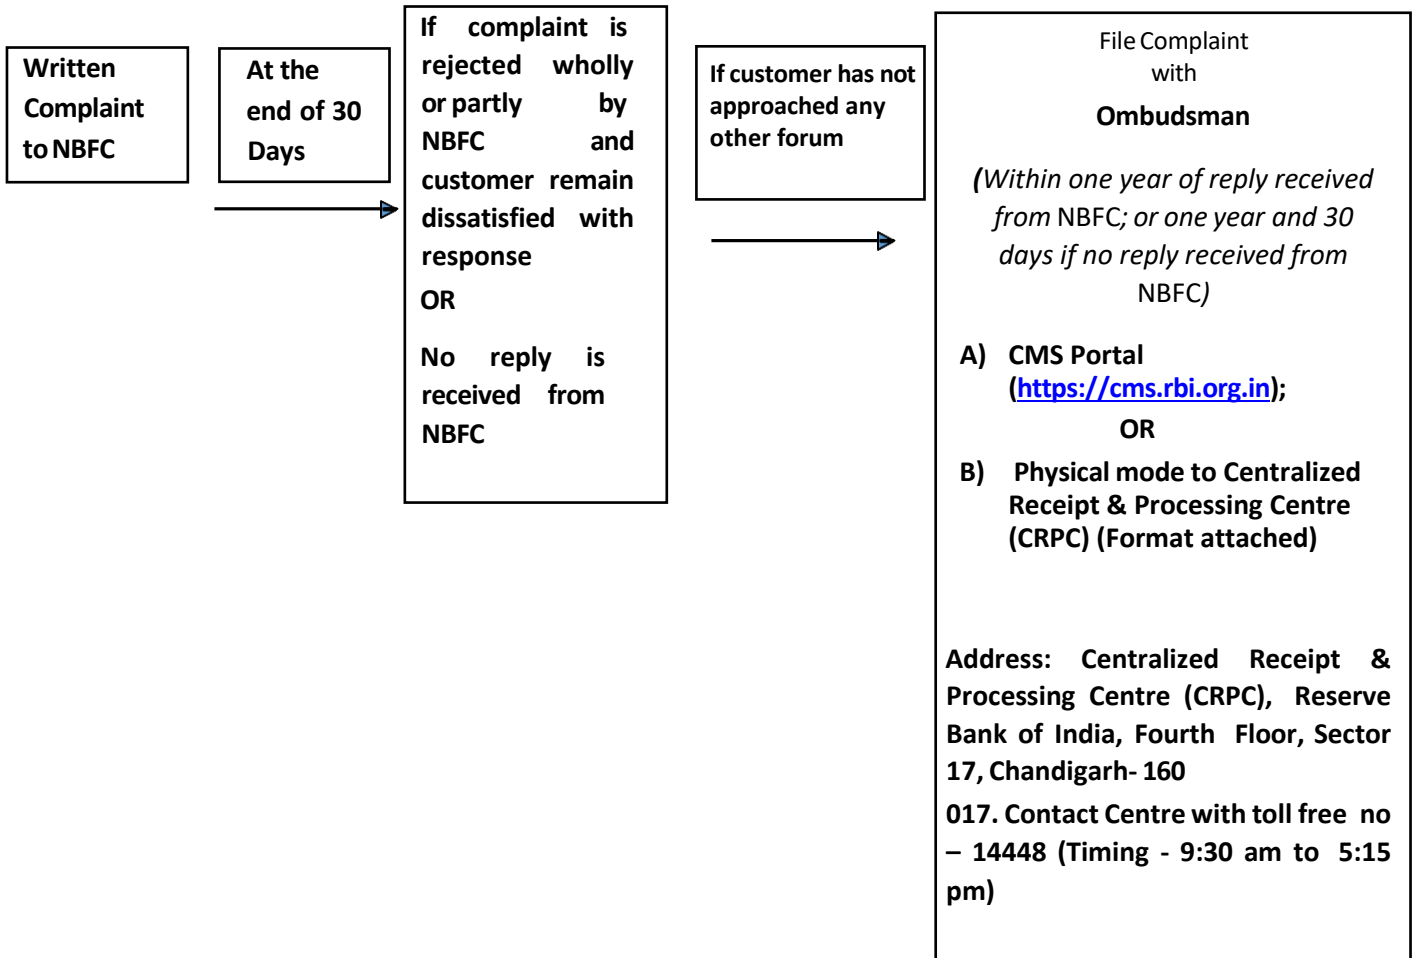 Written
Complaint
to NBFC
At the
end of 30
Days
If complaint is
rejected wholly
or partly by
NBFC and
customer remain
dissatisfied with
response
OR
No reply is
received from
NBFC
If customer has not
approached any
other forum
File Complaint
with
Ombudsman
(Within one year of reply received
from NBFC; or one year and 30
days if no reply received from
NBFC)
A) CMS Portal
(https://cms.rbi.org.in);
OR
B) Physical mode to Centralized
Receipt & Processing Centre
(CRPC) (Format attached)
Address: Centralized Receipt &
Processing Centre (CRPC), Reserve
Bank of India, Fourth Floor, Sector
17, Chandigarh- 160
017. Contact Centre with toll free no
– 14448 (Timing - 9:30 am to 5:15
pm)